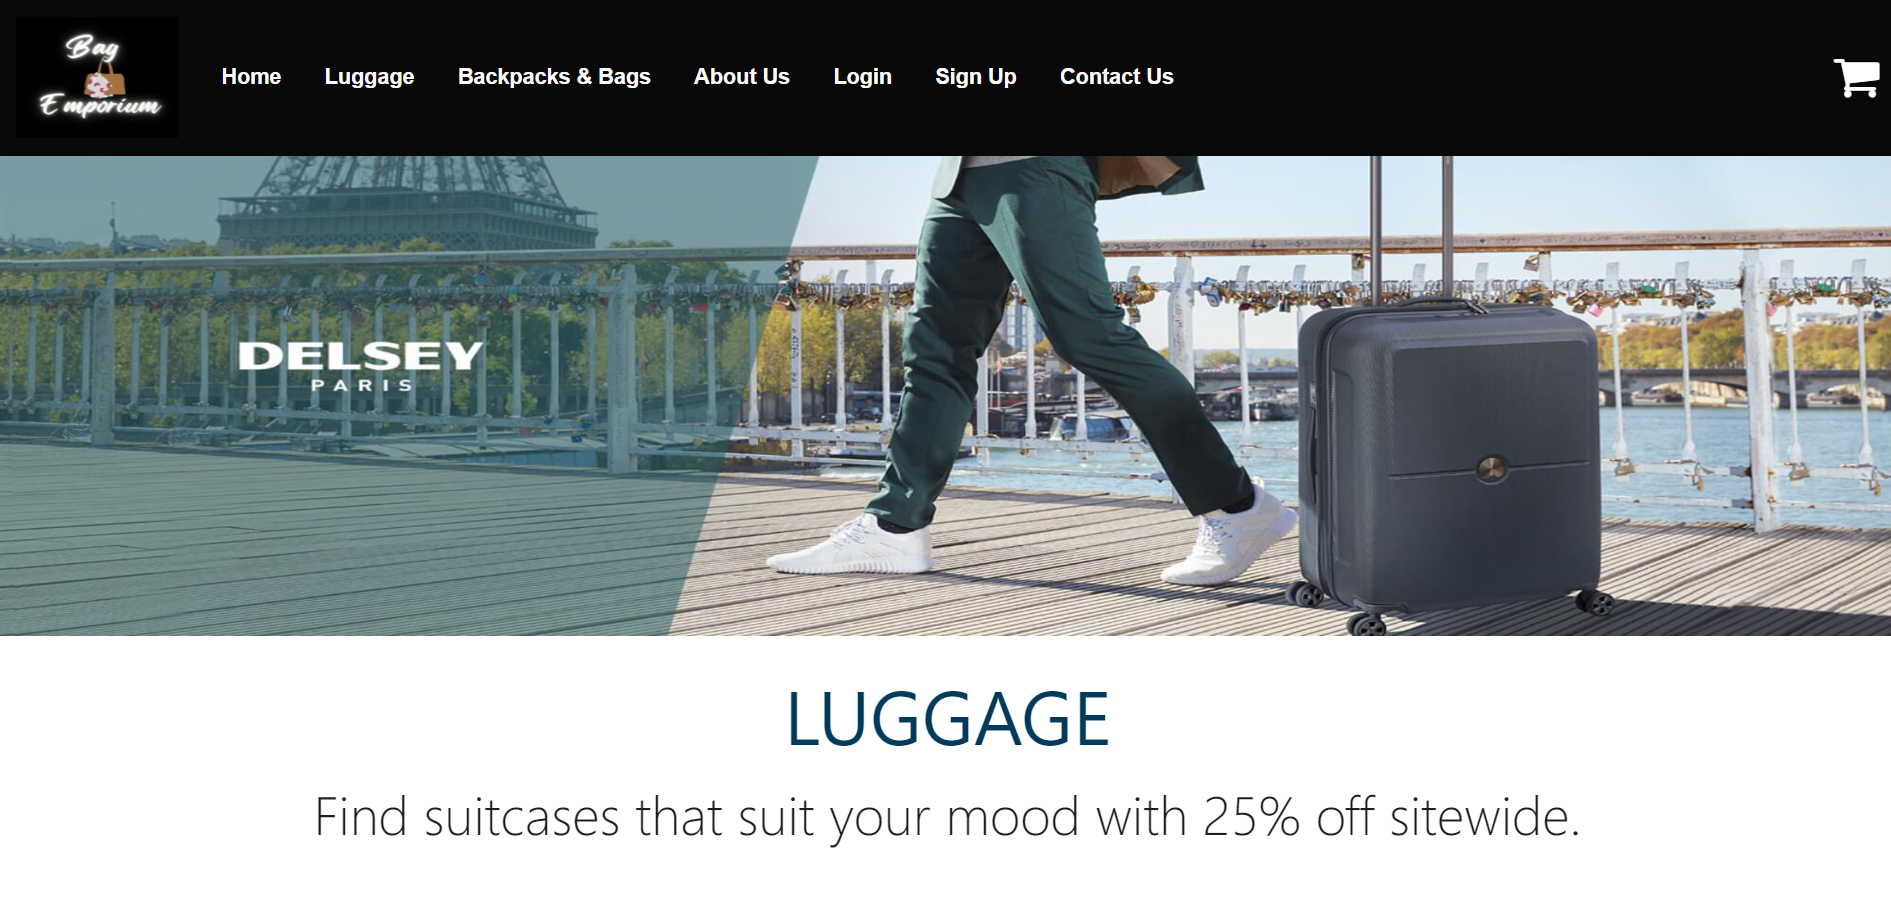 Bag
Emporium
Home Luggage Backpacks & Bags About Us Login Sign Up Contact Us
DELSEY
PARIS
LUGGAGE
Find suitcases that suit your mood with 25% off sitewide.